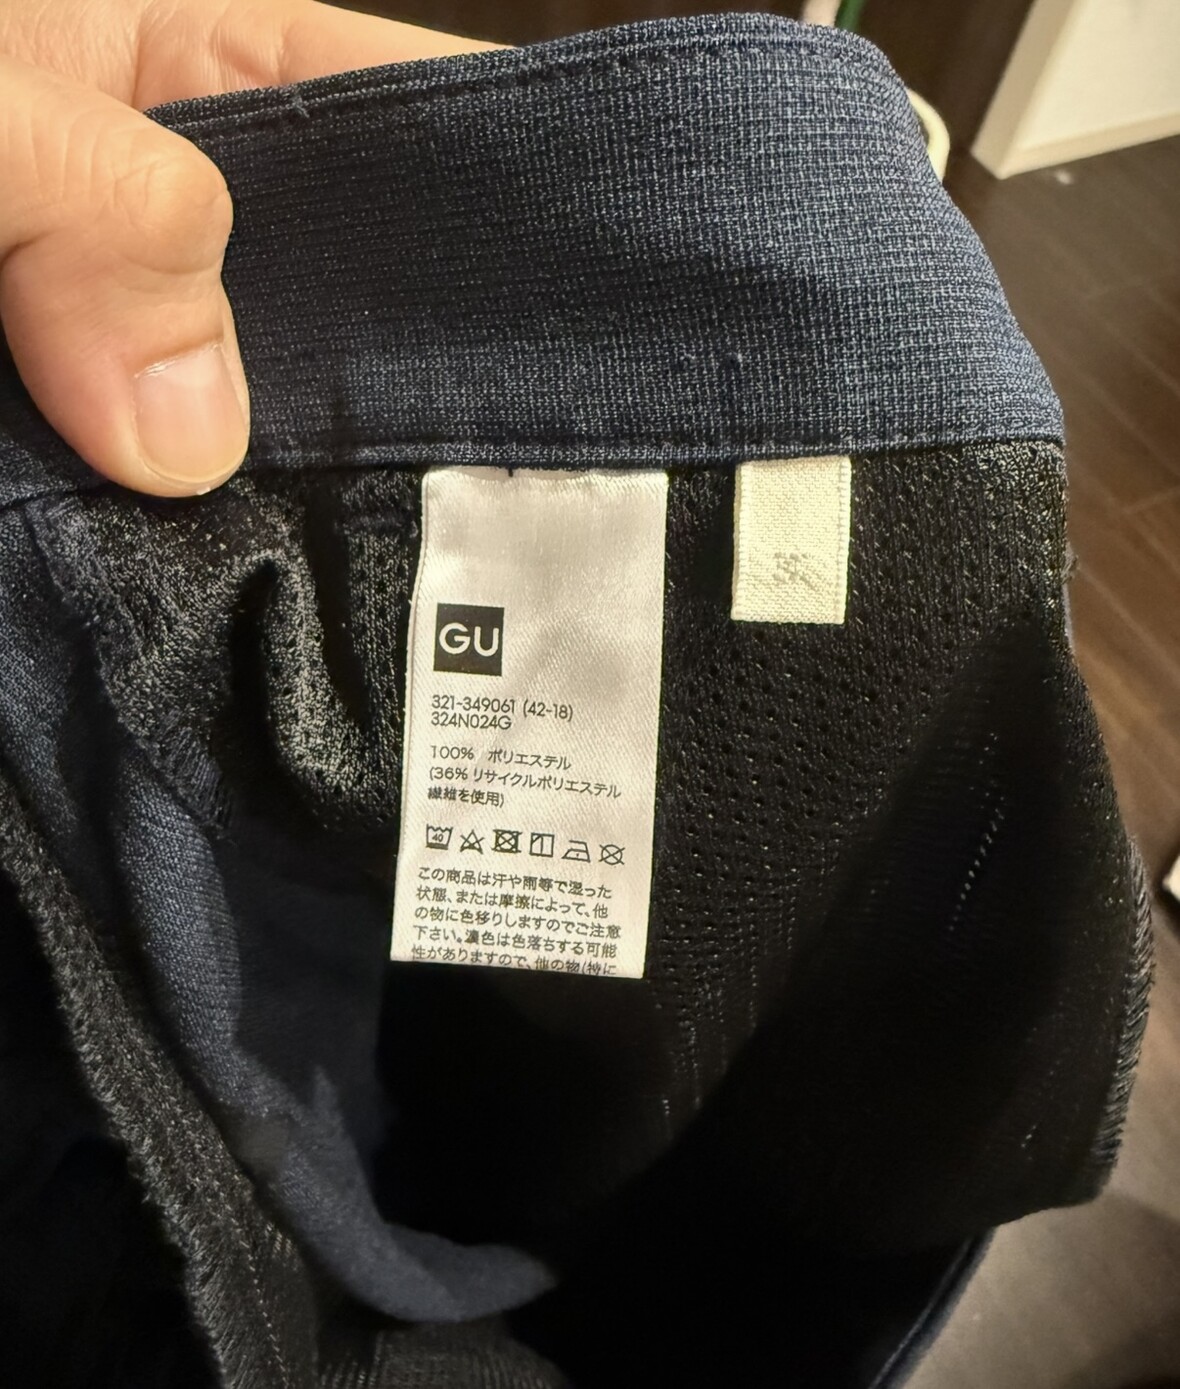 GU
321-349061 (42-18)
324N024G
100% ポリエステル
(36% リサイクルポリエステル
繊維を使用)
40
この商品は汗や雨等で湿った
状態、または摩擦によって、他
の物に色移りしますのでご注意
下さい。濃色は色落ちする可能
性がありますので、他の物(特に